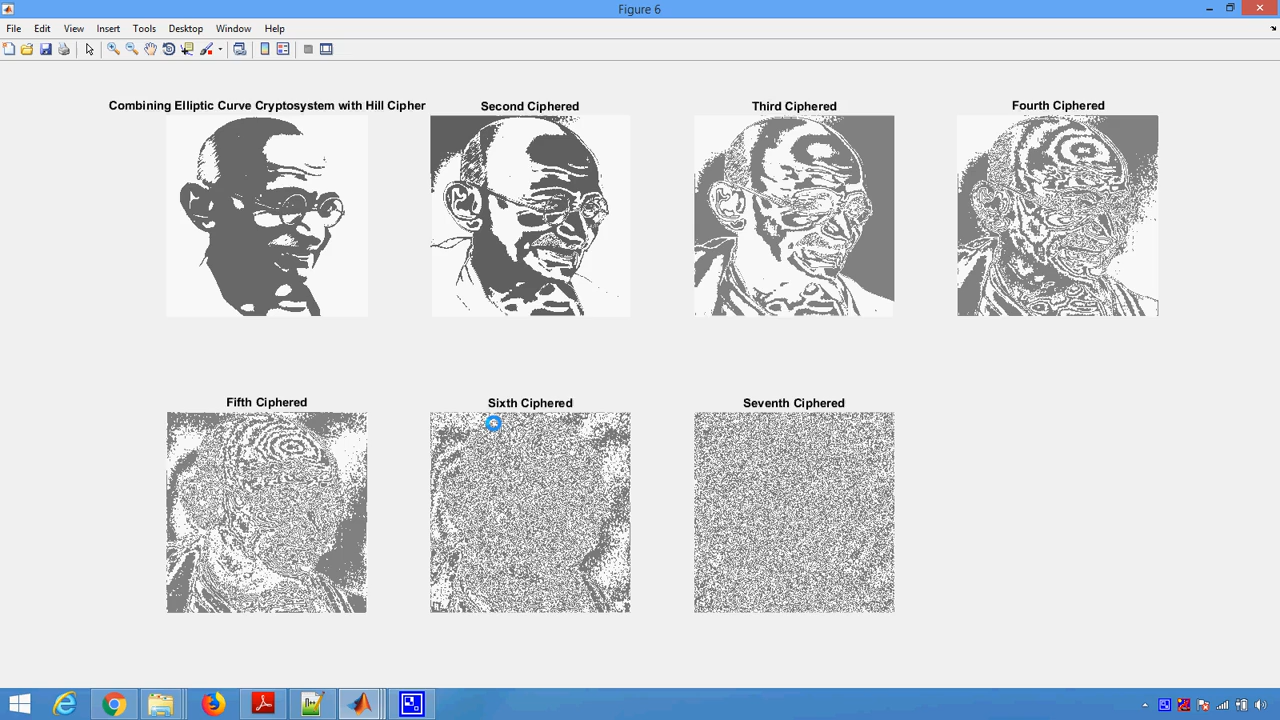 Figure 6
File Edit View Insert Tools Desktop Window Help
Combining Elliptic Curve Cryptosystem with Hill Cipher
Second Ciphered
Third Ciphered
Fourth Ciphered
Fifth Ciphered
Sixth Ciphered
Seventh Ciphered